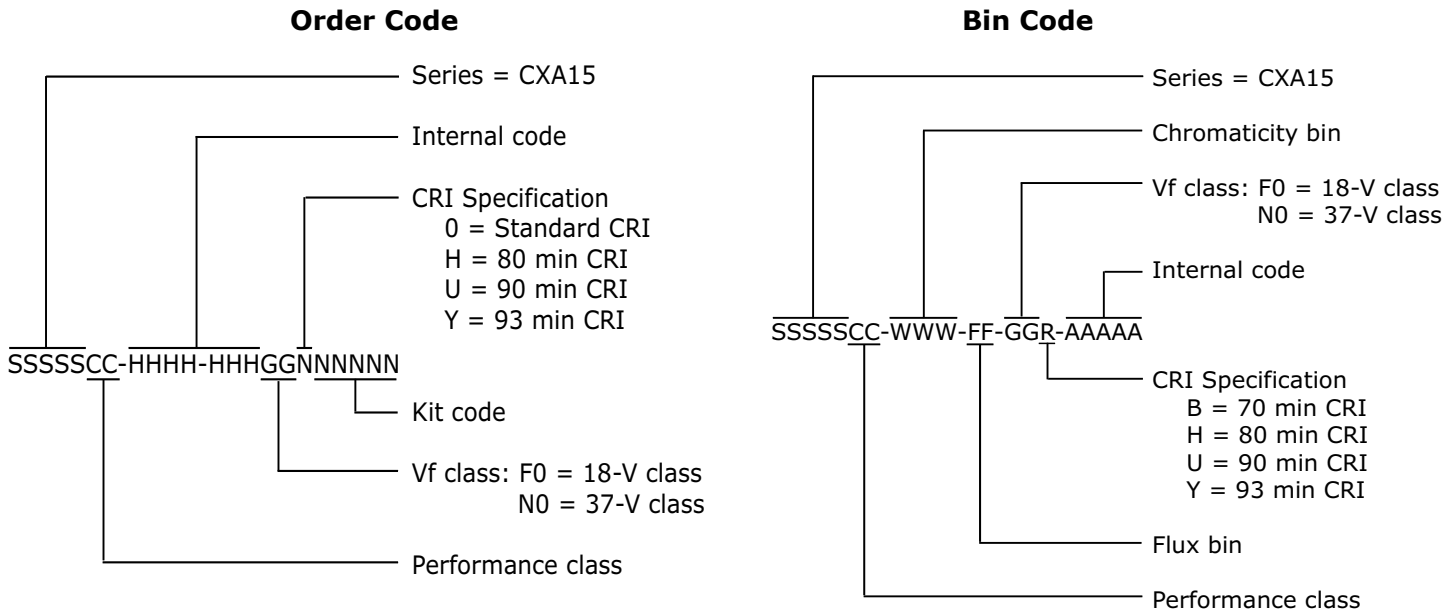 Order Code
Series = CXA15
Internal code
CRI Specification
0 = Standard CRI
H = 80 min CRI
U = 90 min CRI
Y = 93 min CRI
SSSSSCC-HHHH-HHHGGNNNNNN
Kit code
Vf class: F0 = 18-V class
N0 = 37-V class
Performance class
Bin Code
Series = CXA15
Chromaticity bin
Vf class: F0 = 18-V class
N0 = 37-V class
Internal code
SSSSSCC-WWW-FF-GGR-AAAAA
CRI Specification
B = 70 min CRI
H = 80 min CRI
U = 90 min CRI
Y = 93 min CRI
Flux bin
Performance class